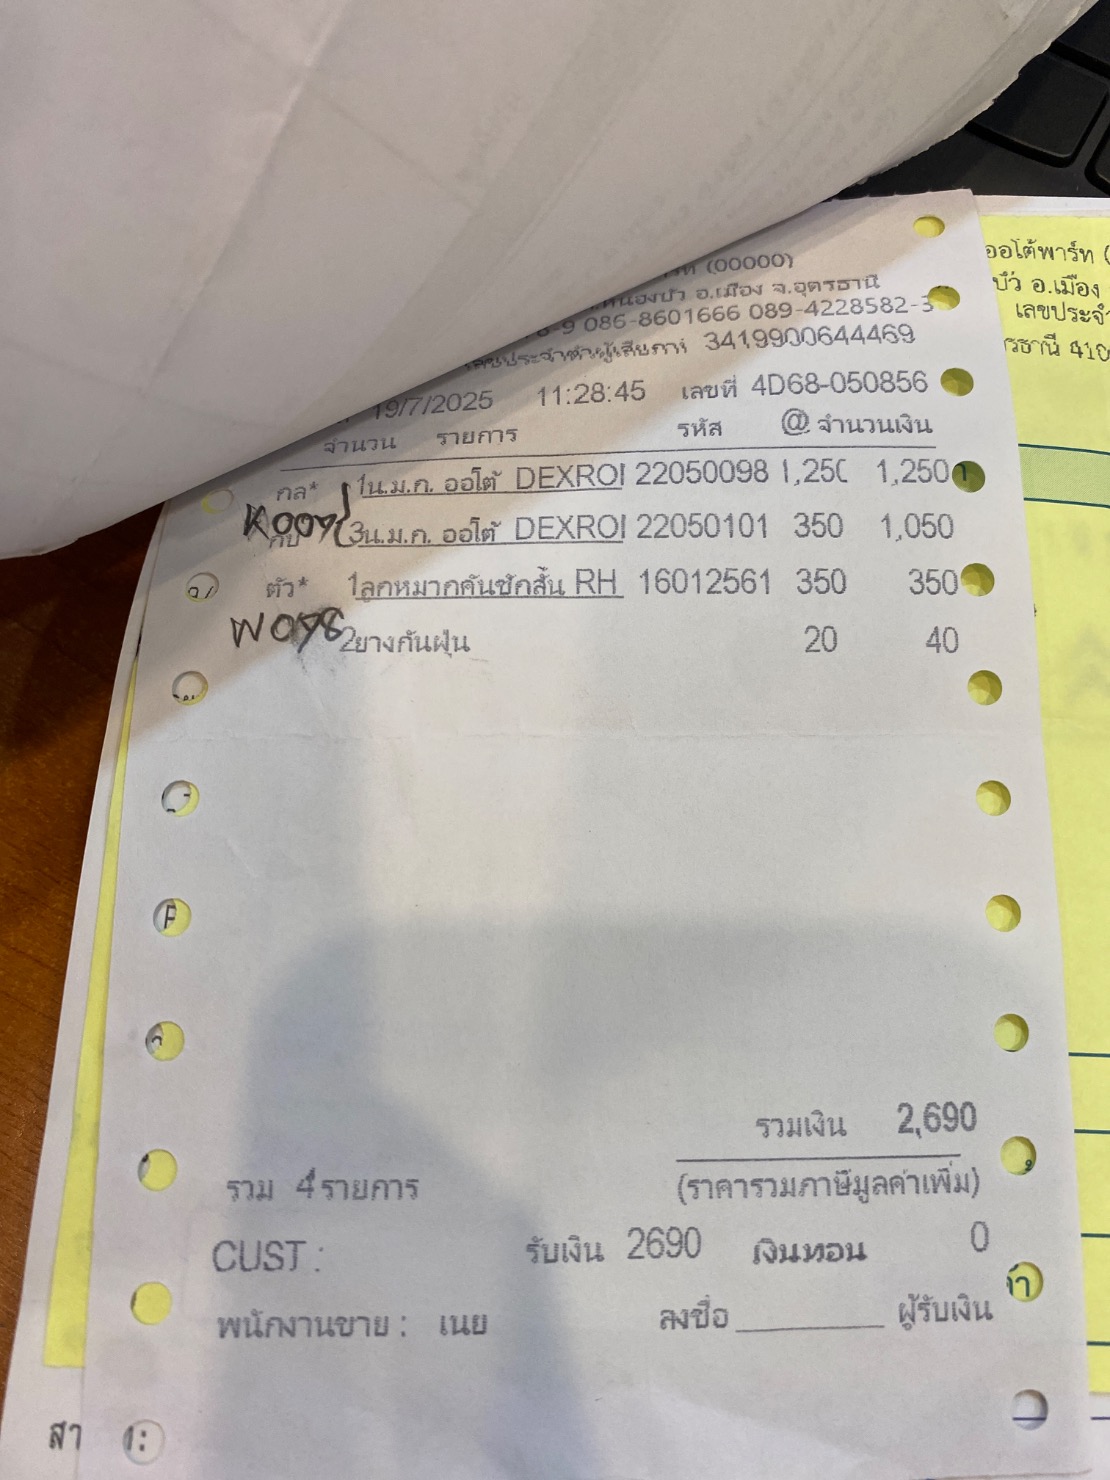 (00000)
หนองบัว อ.เมือง จ.อุดรธานี
086-8601666 089-4228582-3
เลขประจำตัวผู้เสียภาษี 3419900644469
19/7/2025 11:28:45 เลขที่ 4D68-050856
จำนวน รายการ รหัส @ จำนวนเงิน
กล* 1น.ม.ก. ออโต้ DEXROI 22050098 1,250 1,250
3น.ม.ก. ออโต้ DEXROI 22050101 350 1,050
ตัว* 1ลูกหมากคันชักสั้น RH 16012561 350 350
2ยางกันฝุ่น 20 40
รวมเงิน 2,690
รวม 4รายการ (ราคารวมภาษีมูลค่าเพิ่ม)
CUST : รับเงิน 2690 เงินทอน 0
พนักงานขาย : เนย ลงชื่อ ผู้รับเงิน
ออโต้พาร์ท (
อ.เมือง
เลขประจำ